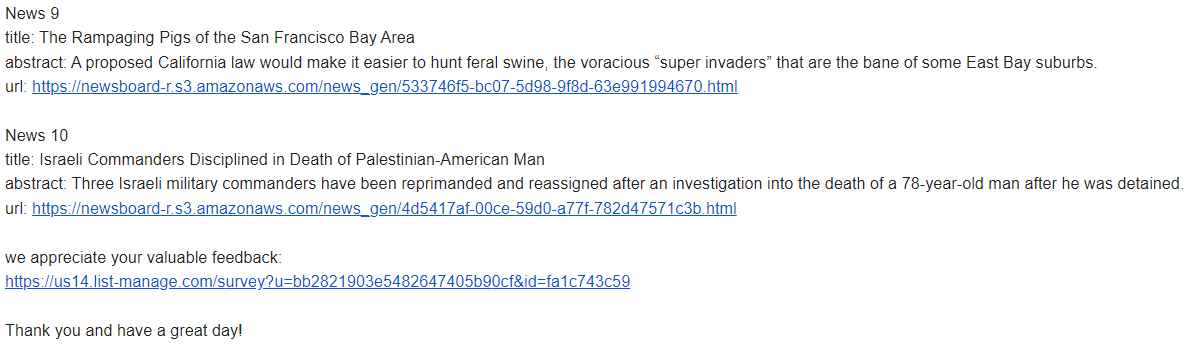 News 9
title: The Rampaging Pigs of the San Francisco Bay Area
abstract: A proposed California law would make it easier to hunt feral swine, the voracious “super invaders” that are the bane of some East Bay suburbs.
url: https://newsboard-r.s3.amazonaws.com/news_gen/533746f5-bc07-5d98-9f8d-63e991994670.html
News 10
title: Israeli Commanders Disciplined in Death of Palestinian-American Man
abstract: Three Israeli military commanders have been reprimanded and reassigned after an investigation into the death of a 78-year-old man after he was detained.
url: https://newsboard-r.s3.amazonaws.com/news_gen/4d5417af-00ce-59d0-a77f-782d47571c3b.html
we appreciate your valuable feedback:
https://us14.list-manage.com/survey?u=bb2821903e5482647405b90cf&id=fa1c743c59
Thank you and have a great day!